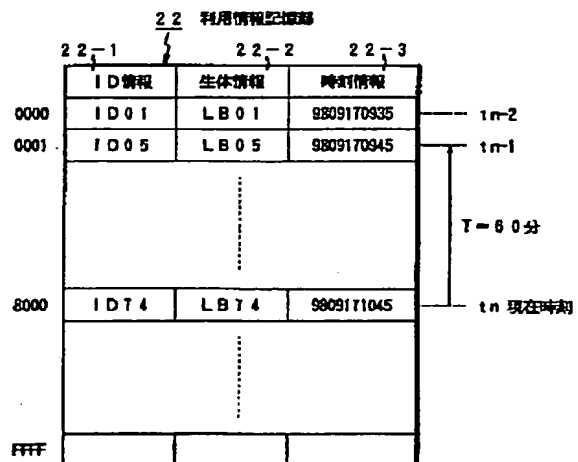 22 利用情報記憶部
22-1 22-2 22-3
ID情報 生体情報 時刻情報
0000 ID01 LB01 9809170935 tn-2
0001 ID05 LB05 9809170945 tn-1
T=60分
8000 ID74 LB74 9809171045 tn 現在時刻
FFFF